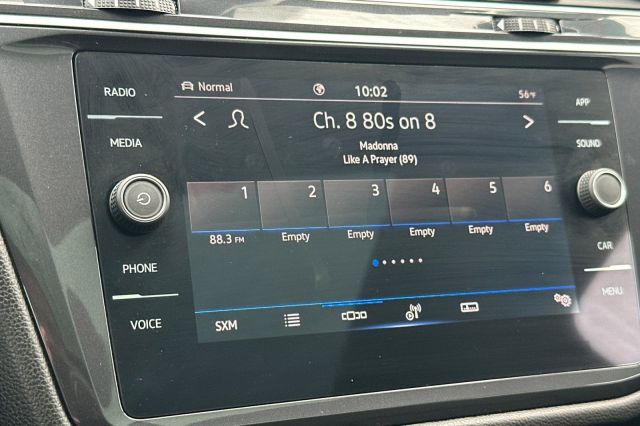 RADIO
MEDIA
PHONE
VOICE
Normal
10:02
56°F
Ch. 8 80s on 8
Madonna
Like A Prayer (89)
1 2 3 4 5 6
88.3 FM Empty Empty Empty Empty Empty
SXM
APP
SOUND
CAR
MENU